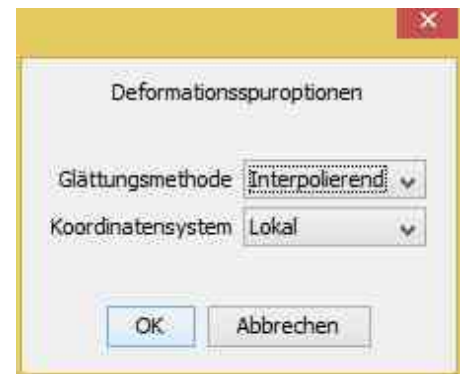 Deformationsspuroptionen
Glättungsmethode Interpolierend
Koordinatensystem Lokal
OK Abbrechen